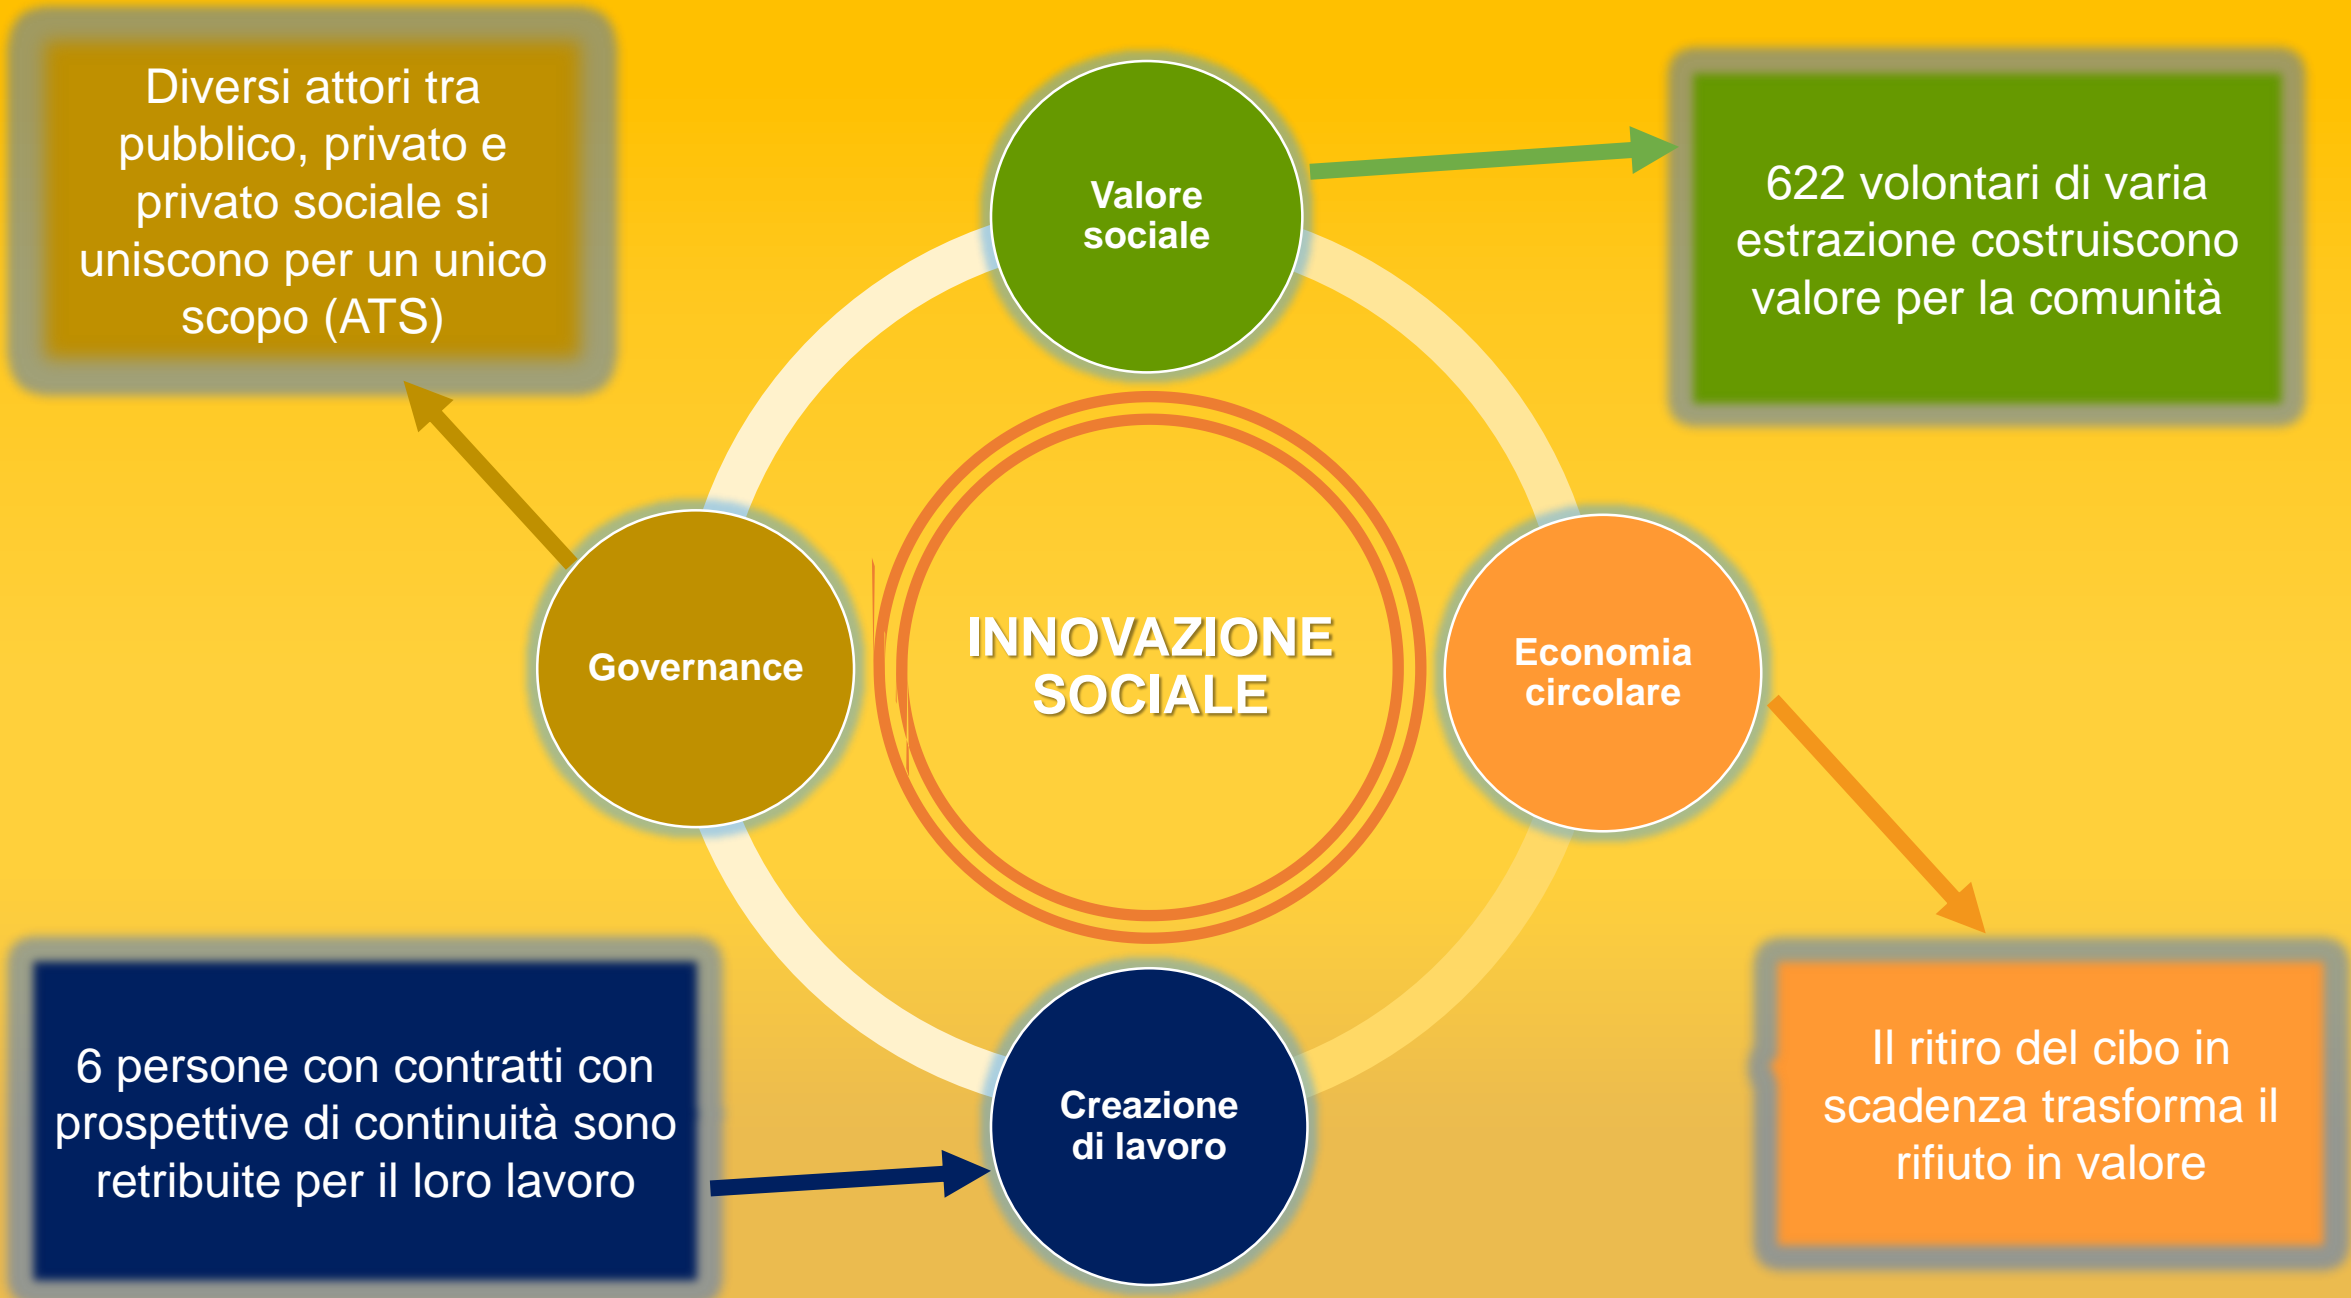 Diversi attori tra
pubblico, privato e
privato sociale si
uniscono per un unico
scopo (ATS)
Valore
sociale
622 volontari di varia
estrazione costruiscono
valore per la comunità
Governance
INNOVAZIONE
SOCIALE
Economia
circolare
6 persone con contratti con
prospettive di continuità sono
retribuite per il loro lavoro
Creazione
di lavoro
Il ritiro del cibo in
scadenza trasforma il
rifiuto in valore